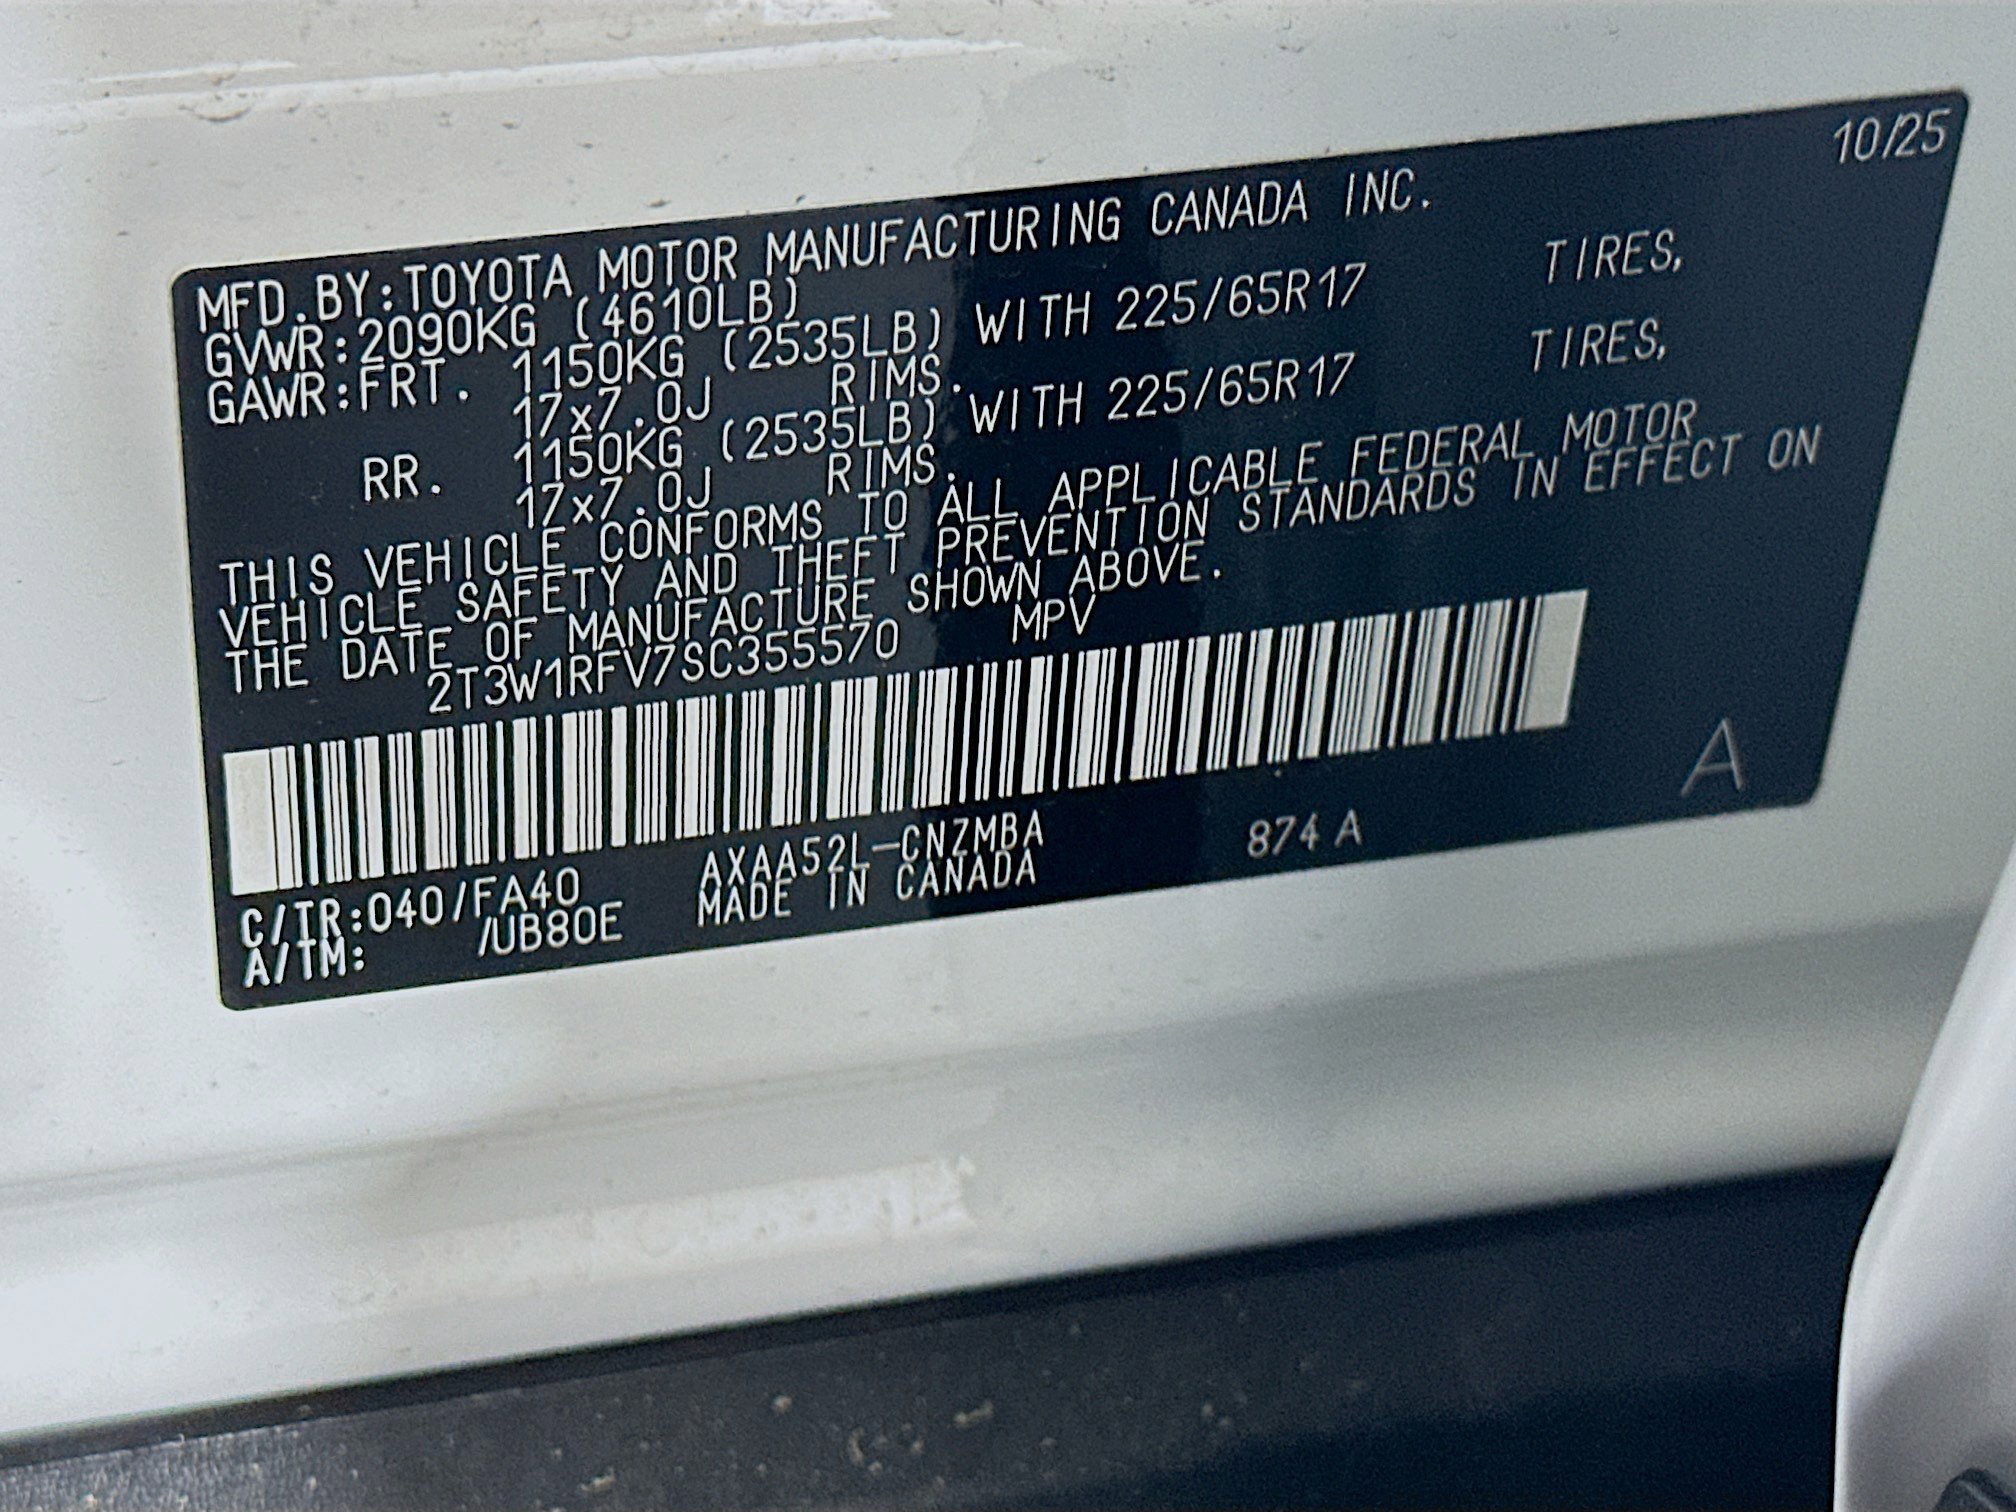 10/25
MFD.BY:TOYOTA MOTOR MANUFACTURING CANADA INC.
GVWR:2090KG (4610LB)
GAWR:FRT. 1150KG (2535LB) WITH 225/65R17 TIRES,
17x7.0J RIMS.
RR. 1150KG (2535LB) WITH 225/65R17 TIRES,
17x7.0J RIMS.
THIS VEHICLE CONFORMS TO ALL APPLICABLE FEDERAL MOTOR
VEHICLE SAFETY AND THEFT PREVENTION STANDARDS IN EFFECT ON
THE DATE OF MANUFACTURE SHOWN ABOVE.
2T3W1RFV7SC355570 MPV
A
C/TR:040/FA40 AXAA52L-CNZMBA 874 A
A/TM: /UB80E MADE IN CANADA